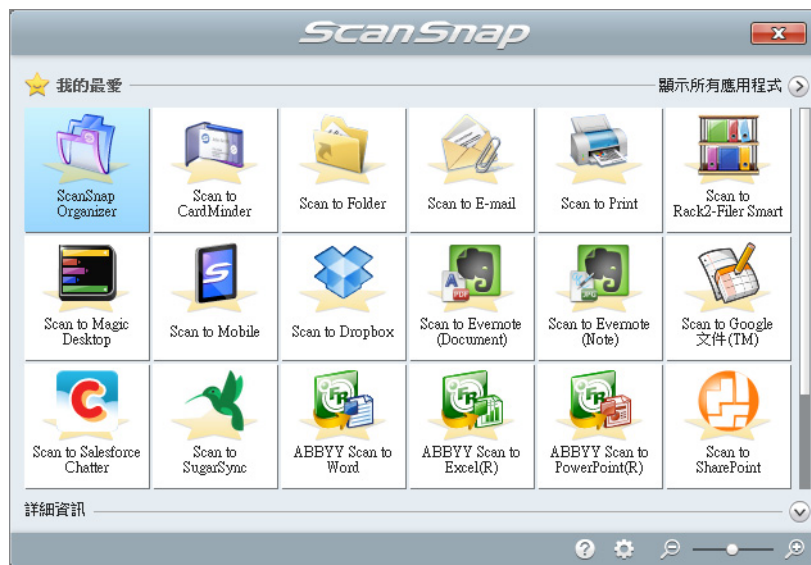 ScanSnap
我的最愛
顯示所有應用程式
ScanSnap
Organizer
Scan to
CardMinder
Scan to Folder
Scan to E-mail
Scan to Print
Scan to
Rack2-Filer Smart
Scan to Magic
Desktop
Scan to Mobile
Scan to Dropbox
Scan to Evernote
(Document)
Scan to Evernote
(Note)
Scan to Google
文件(TM)
Scan to Salesforce
Chatter
Scan to
SugarSync
ABBYY Scan to
Word
ABBYY Scan to
Excel(R)
ABBYY Scan to
PowerPoint(R)
Scan to
SharePoint
詳細資訊